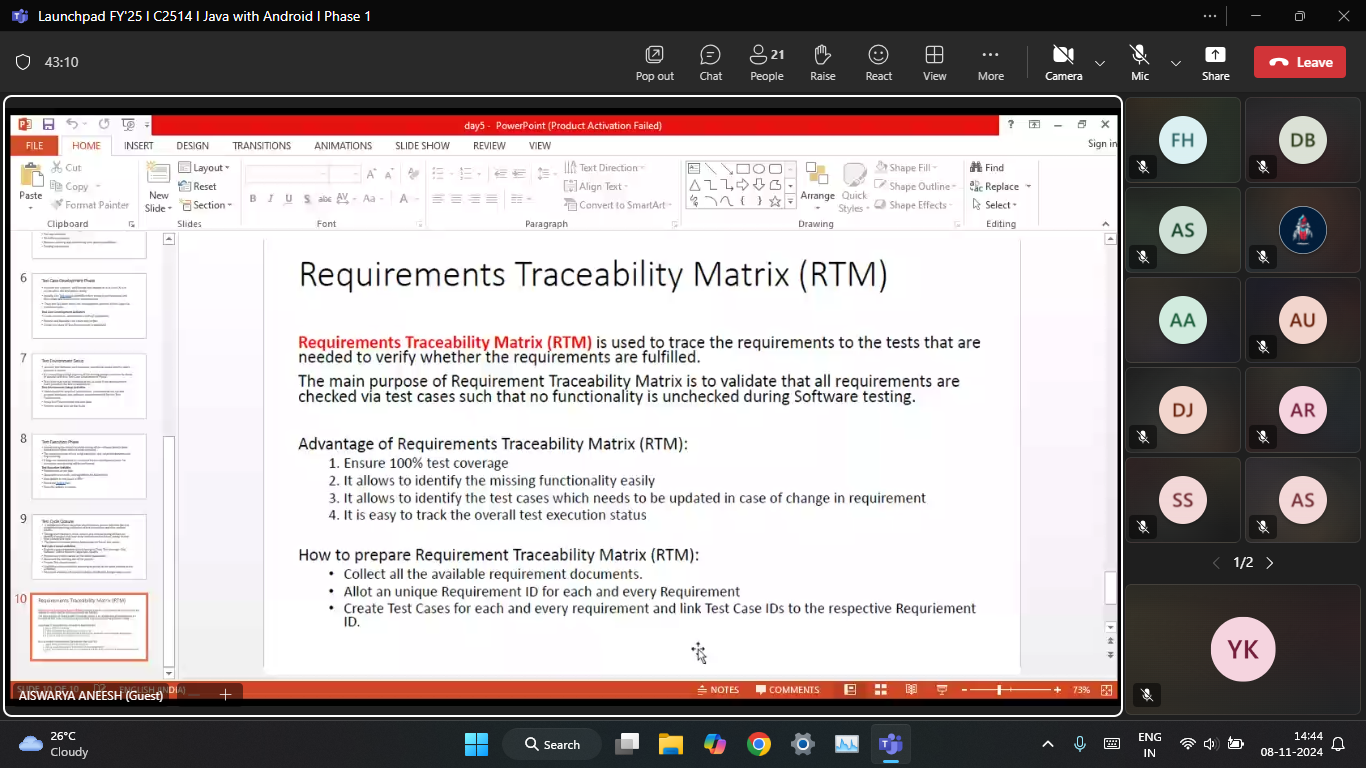 Launchpad FY'25 | C2514 | Java with Android | Phase 1
43:10
Pop out
Chat
21
People
Raise
React
View
More
Camera
Mic
Share
Leave
day5 - PowerPoint (Product Activation Failed)
FILE HOME INSERT DESIGN TRANSITIONS ANIMATIONS SLIDE SHOW REVIEW VIEW Sign in
Paste
Cut
Copy
Format Painter
Clipboard
New Slide
Layout
Reset
Section
Slides
Font
Text Direction
Align Text
Convert to SmartArt
Paragraph
Arrange
Quick Styles
Shape Fill
Shape Outline
Shape Effects
Drawing
Find
Replace
Select
Editing
6
Test Case Development Phase
7
8
Test Execution Phase
9
10
Requirements Traceability Matrix (RTM)
Requirements Traceability Matrix (RTM)
Requirements Traceability Matrix (RTM) is used to trace the requirements to the tests that are
needed to verify whether the requirements are fulfilled.
The main purpose of Requirement Traceability Matrix is to validate that all requirements are
checked via test cases such that no functionality is unchecked during Software testing.
Advantage of Requirements Traceability Matrix (RTM):
1. Ensure 100% test coverage
2. It allows to identify the missing functionality easily
3. It allows to identify the test cases which needs to be updated in case of change in requirement
4. It is easy to track the overall test execution status
How to prepare Requirement Traceability Matrix (RTM):
• Collect all the available requirement documents.
• Allot an unique Requirement ID for each and every Requirement
• Create Test Cases for each and every requirement and link Test Case IDs to the respective Requriement
ID.
SLIDE 10 OF 10 ENGLISH (INDIA)
AISWARYA ANEESH (Guest)
NOTES COMMENTS 73%
FH
DB
AS
AA
AU
DJ
AR
SS
AS
1/2
YK
26°C
Cloudy
Search
ENG
IN
14:44
08-11-2024